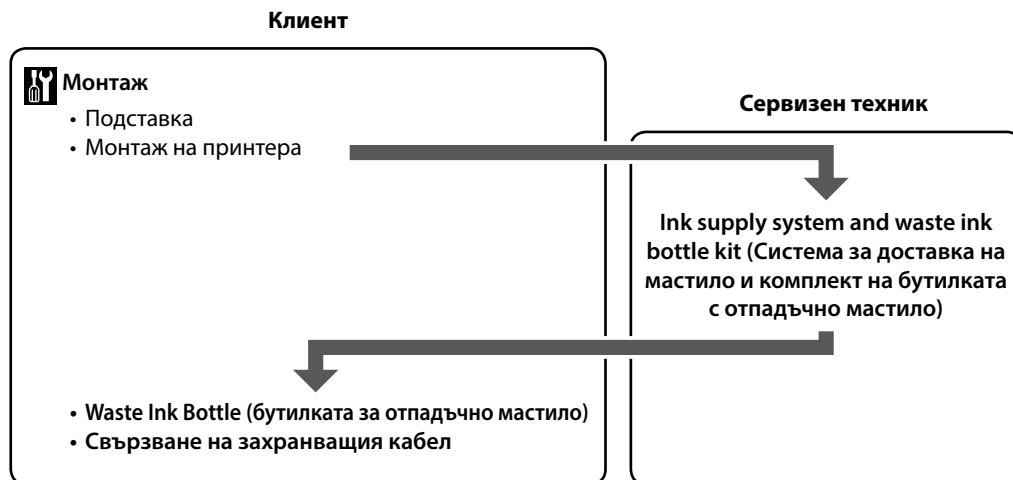 Клиент
Монтаж
• Подставка
• Монтаж на принтера
Сервизен техник
Ink supply system and waste ink
bottle kit (Система за доставка на
мастило и комплект на бутилката
с отпадъчно мастило)
• Waste Ink Bottle (бутилката за отпадъчно мастило)
• Свързване на захранващия кабел